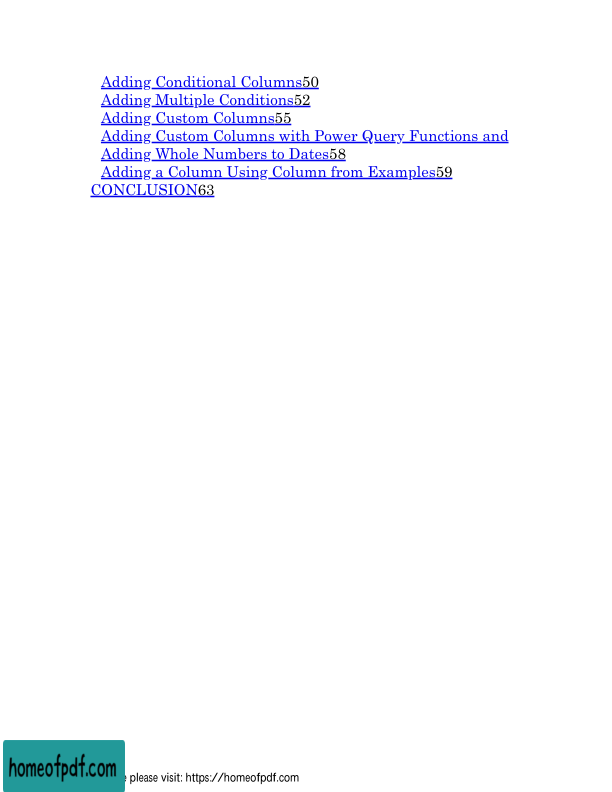 Adding Conditional Columns50
Adding Multiple Conditions52
Adding Custom Columns55
Adding Custom Columns with Power Query Functions and
Adding Whole Numbers to Dates58
Adding a Column Using Column from Examples59
CONCLUSION63
homeofpdf.com
please visit: https://homeofpdf.com